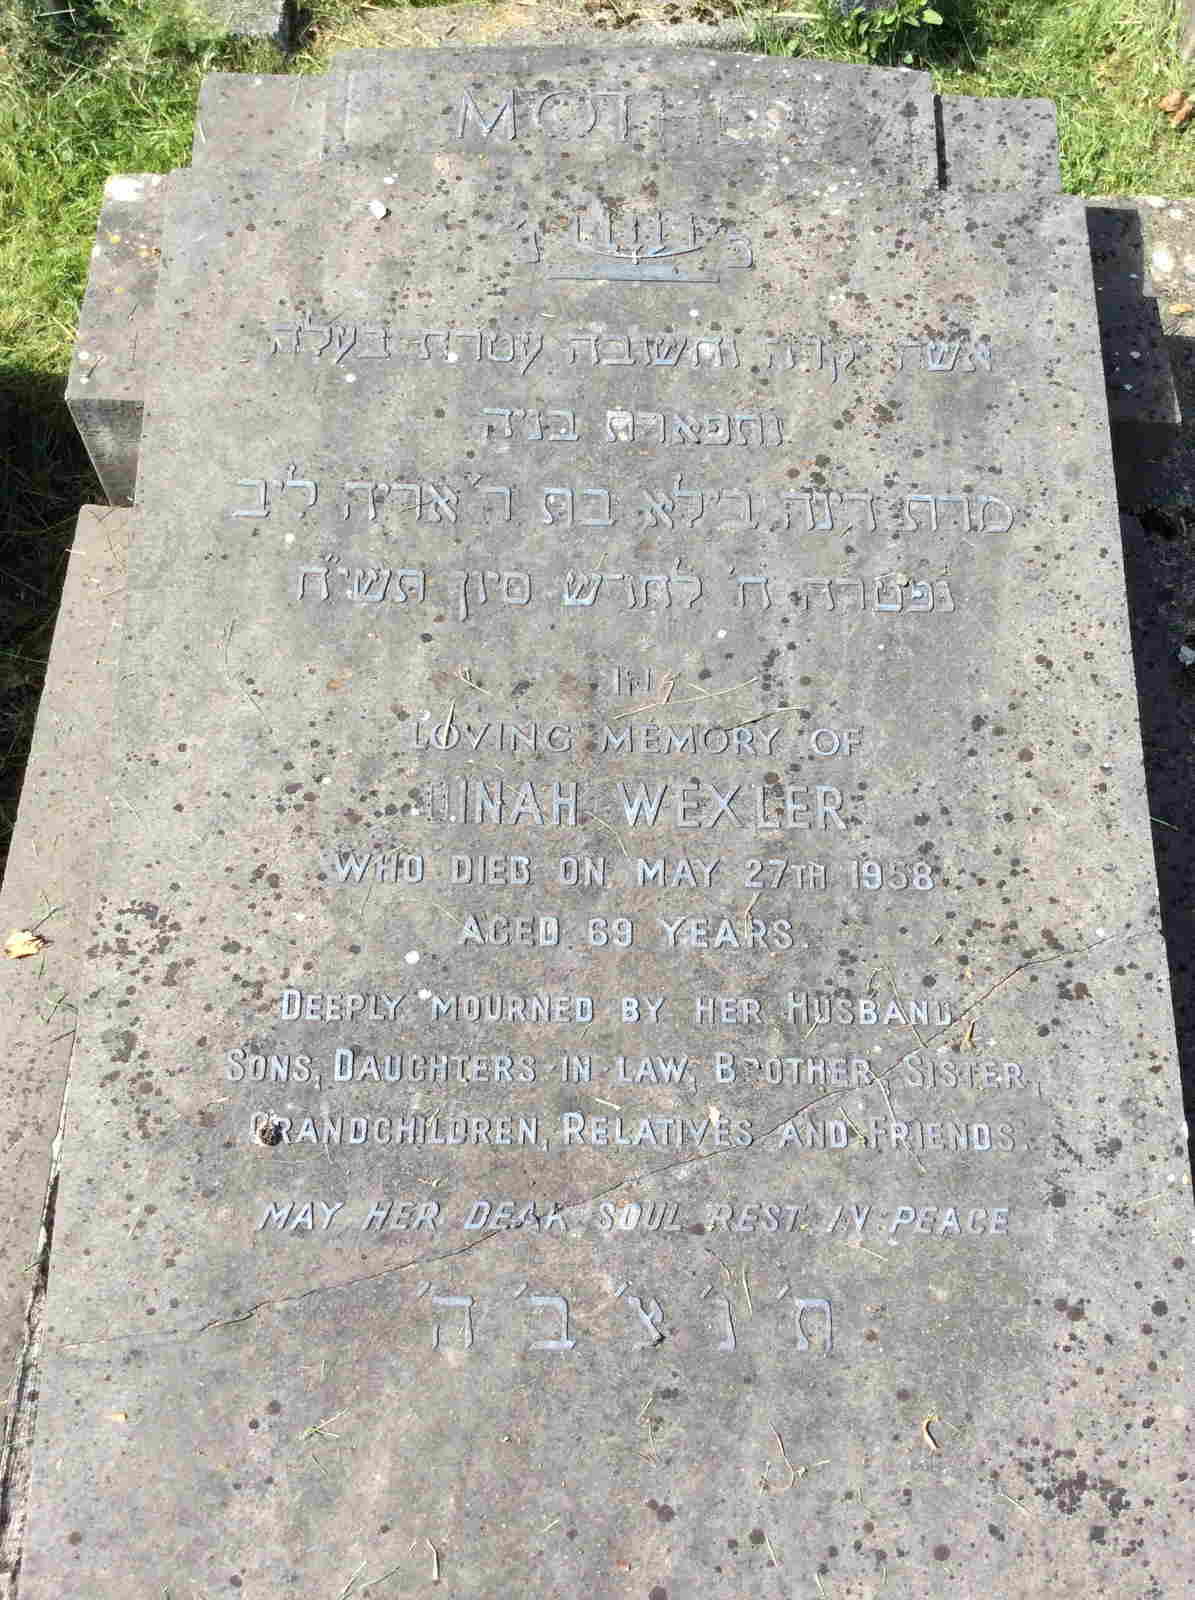 MOTHER
פ נ
אשה יקרה וחשובה עטרת בעלה
ותפארת בניה
מרת דינה בילא בת ר' אריה ליב
נפטרה ח' לחדש סיון תשי"ח
IN
LOVING MEMORY OF
DINAH WEXLER
WHO DIED ON MAY 27TH 1958
AGED 69 YEARS.
DEEPLY MOURNED BY HER HUSBAND,
SONS, DAUGHTERS-IN-LAW, BROTHER, SISTER,
GRANDCHILDREN, RELATIVES AND FRIENDS.
MAY HER DEAR SOUL REST IN PEACE
ת' נ' צ' ב' ה'